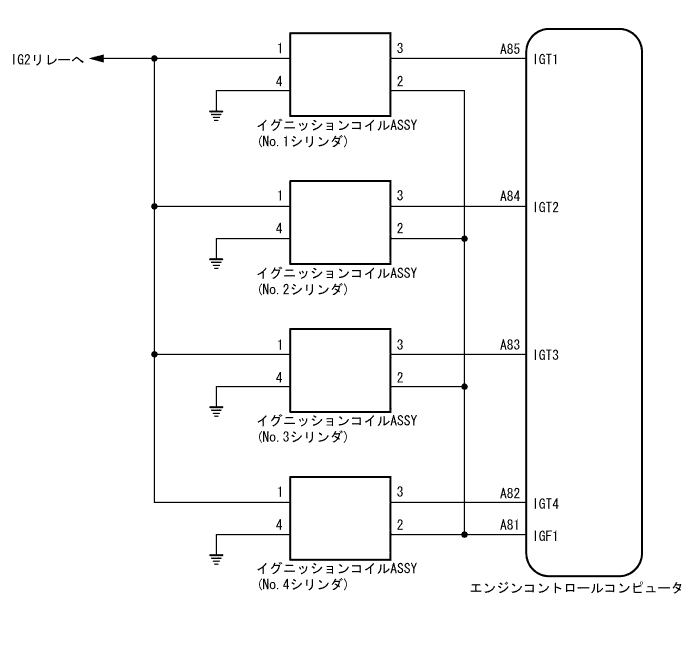 IG2リレーへ
1
3
A85
IGT1
4
2
イグニッションコイルASSY
(No.1シリンダ)
1
3
A84
IGT2
4
2
イグニッションコイルASSY
(No.2シリンダ)
1
3
A83
IGT3
4
2
イグニッションコイルASSY
(No.3シリンダ)
1
3
A82
IGT4
4
2
A81
IGF1
イグニッションコイルASSY
(No.4シリンダ)
エンジンコントロールコンピュータ